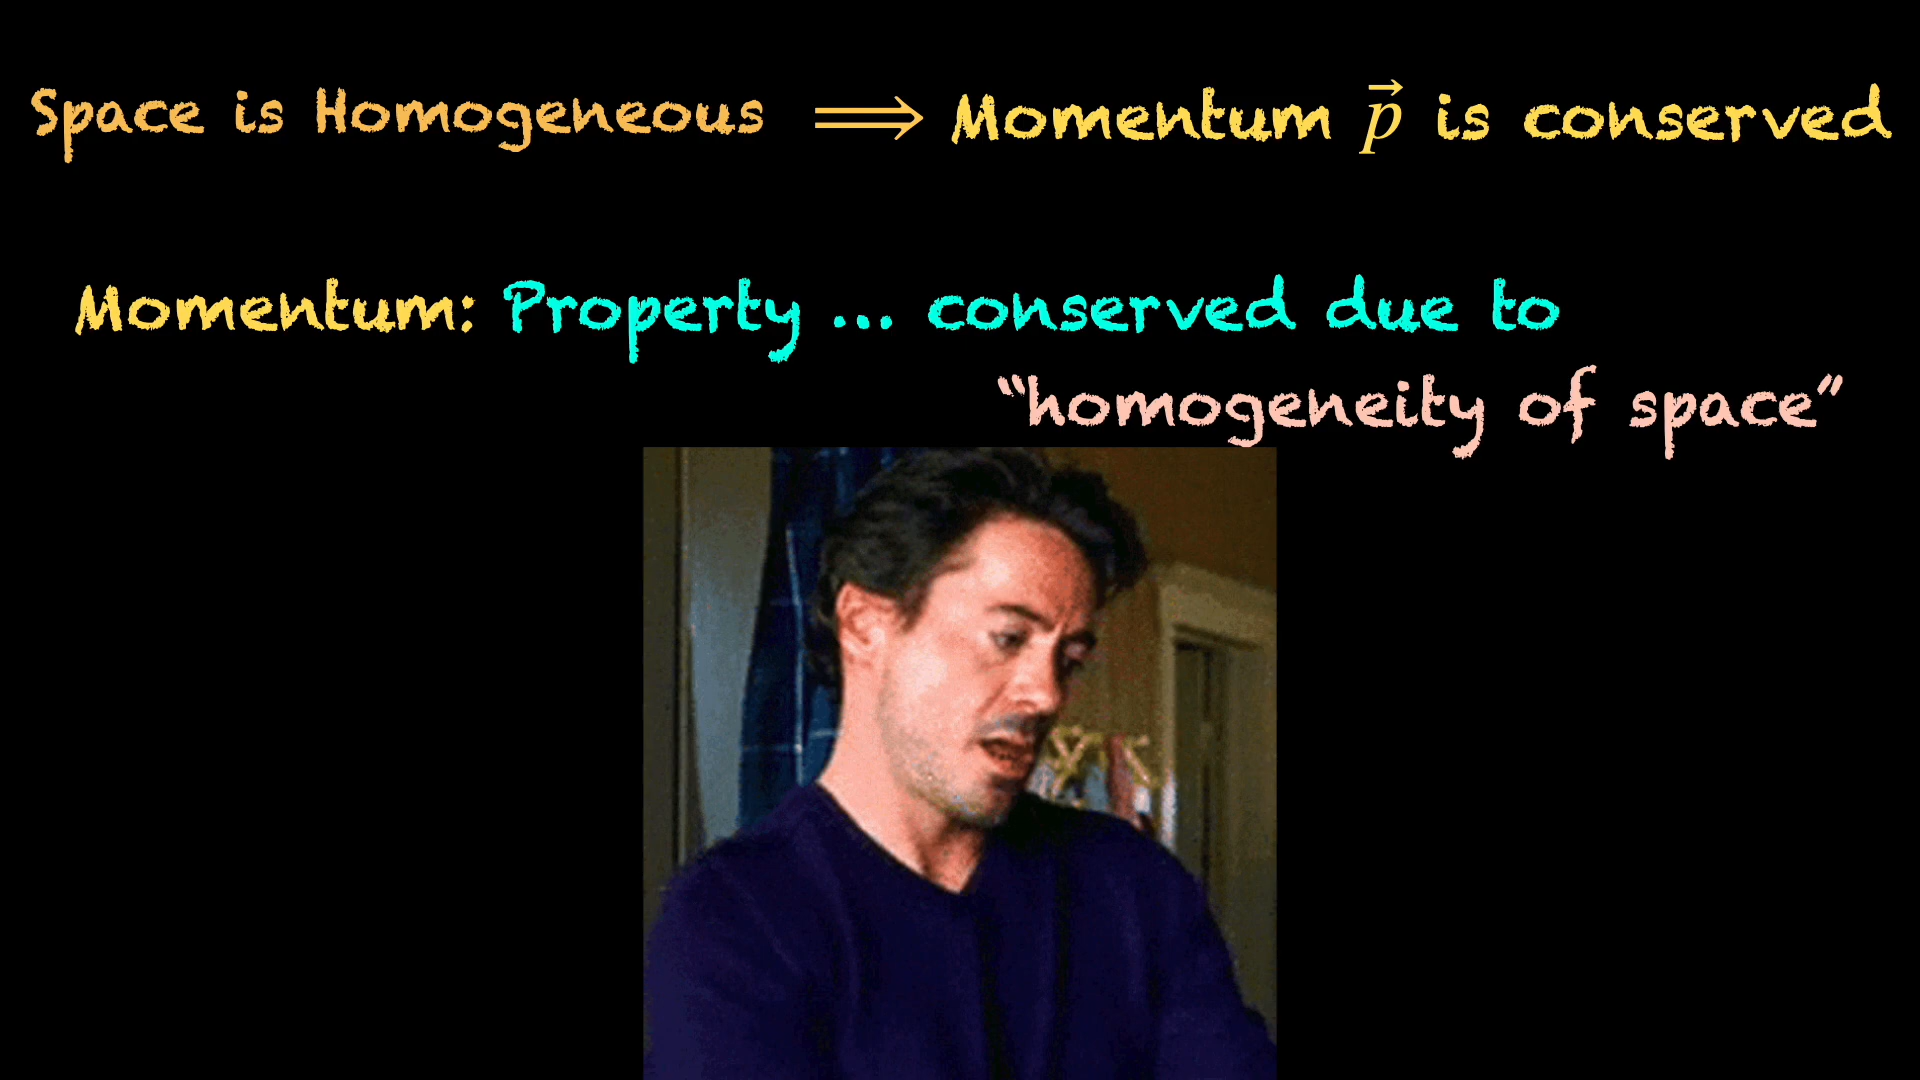 Space is Homogeneous ⟹ Momentum p⃗ is conserved
Momentum: Property ... conserved due to
“homogeneity of space”